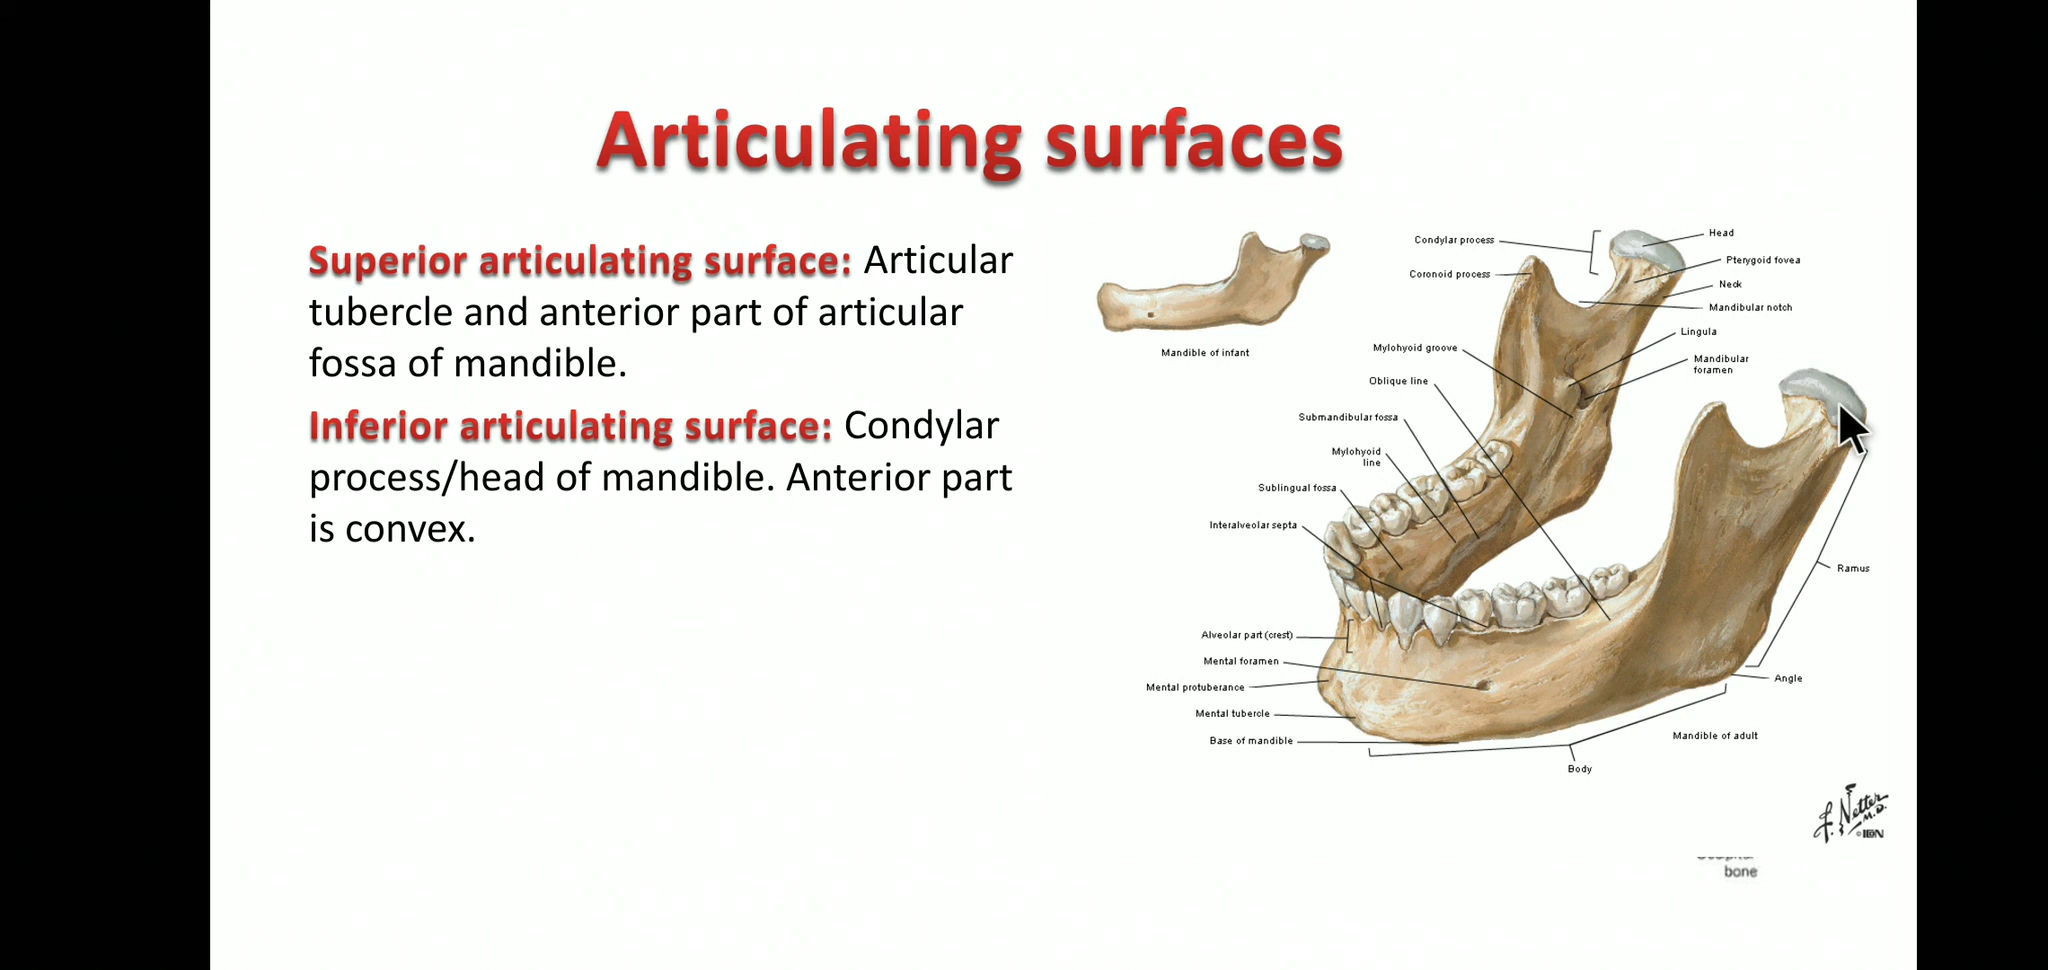 Articulating surfaces
Superior articulating surface: Articular
tubercle and anterior part of articular
fossa of mandible.
Inferior articulating surface: Condylar
process/head of mandible. Anterior part
is convex.
Mandible of infant
Condylar process
Coronoid process
Head
Pterygoid fovea
Neck
Mandibular notch
Lingula
Mandibular
foramen
Mylohyoid groove
Oblique line
Submandibular fossa
Mylohyoid
line
Sublingual fossa
Interalveolar septa
Ramus
Alveolar part (crest)
Mental foramen
Mental protuberance
Mental tubercle
Base of mandible
Angle
Mandible of adult
Body
F. Netter
M.D.
©
bone